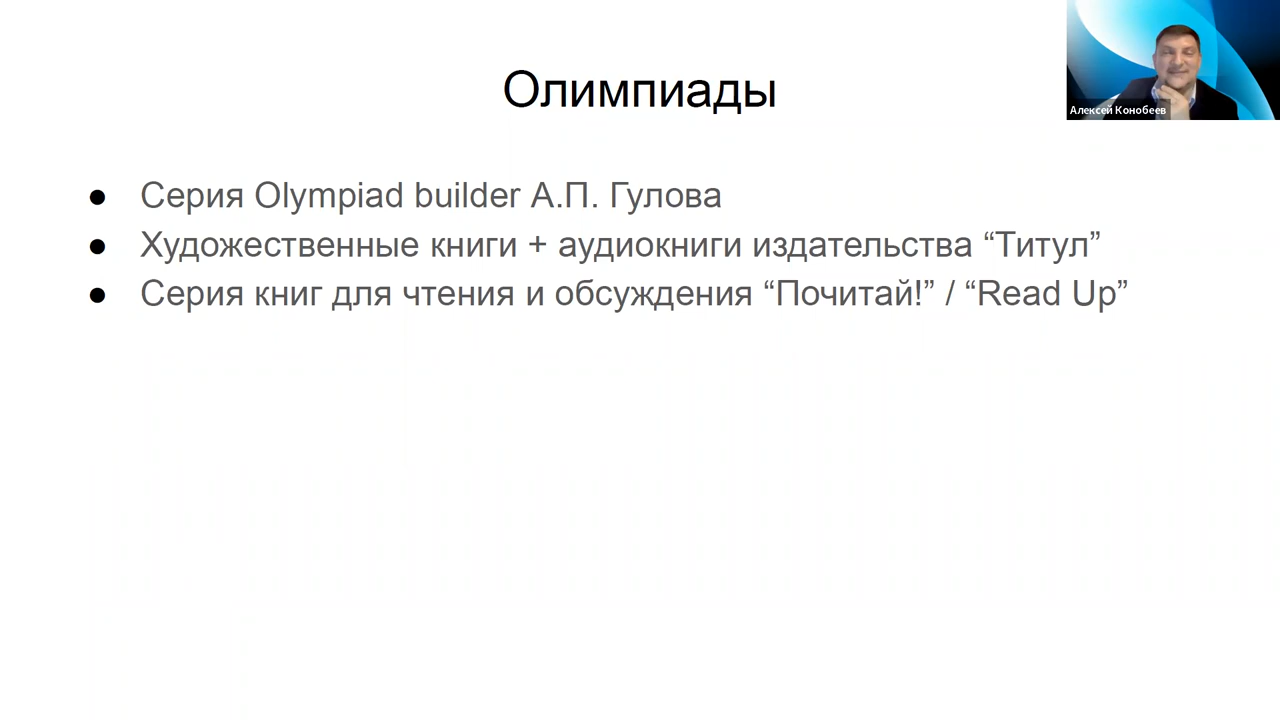 Олимпиады
Алексей Конобеев
● Серия Olympiad builder А.П. Гулова
● Художественные книги + аудиокниги издательства “Титул”
● Серия книг для чтения и обсуждения “Почитай!” / “Read Up”